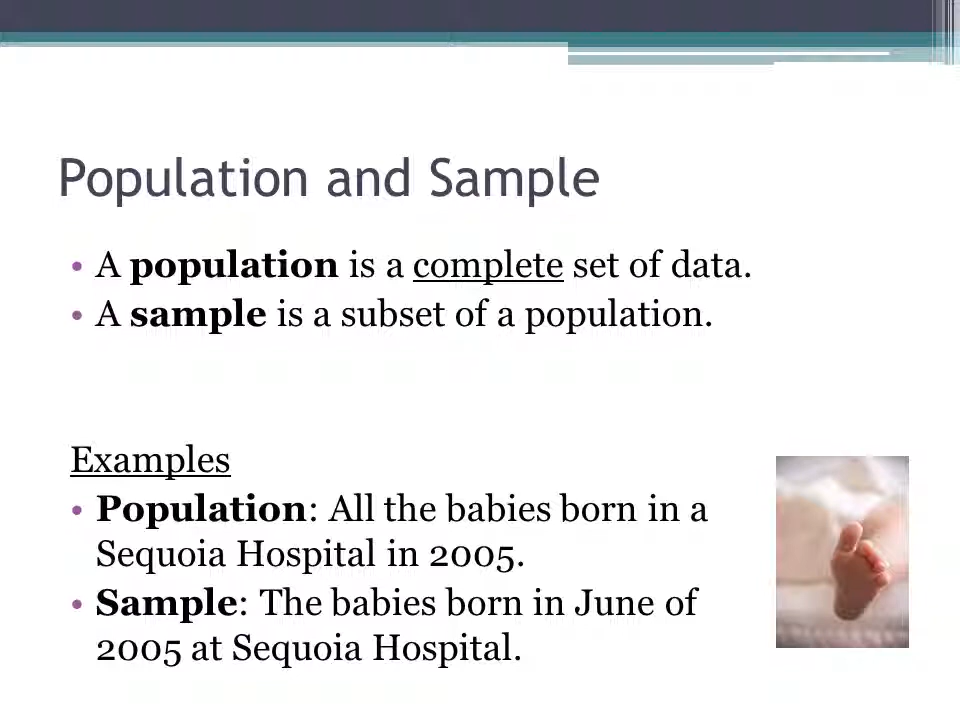 Population and Sample
• A population is a complete set of data.
• A sample is a subset of a population.
Examples
• Population: All the babies born in a
Sequoia Hospital in 2005.
• Sample: The babies born in June of
2005 at Sequoia Hospital.